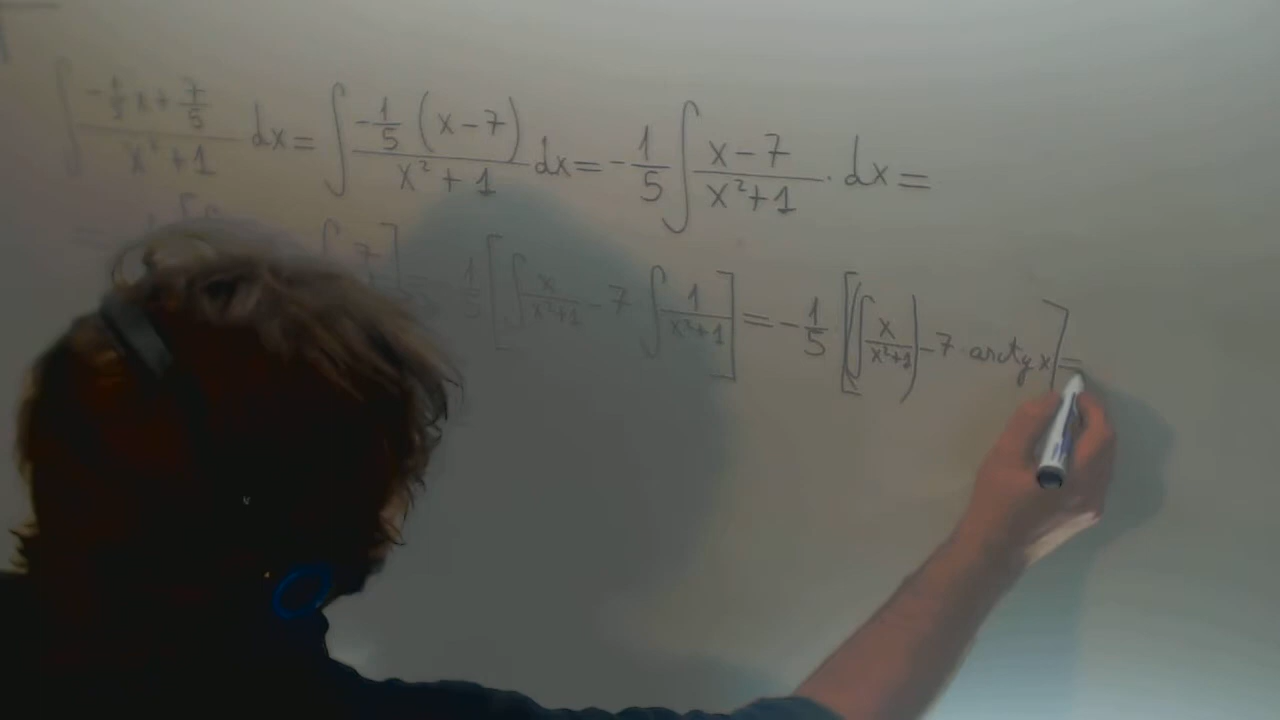 ∫ (-1/5 x + 7/5)/(x² + 1) dx = ∫ (-1/5 (x - 7))/(x² + 1) dx = -1/5 ∫ (x - 7)/(x² + 1) · dx =
∫ 7 ] = - 1/5 [ ∫ x/(x²+1) - 7 ∫ 1/(x²+1) ] = - 1/5 [ (∫ x/(x²+1)) - 7 · arctg x ] =